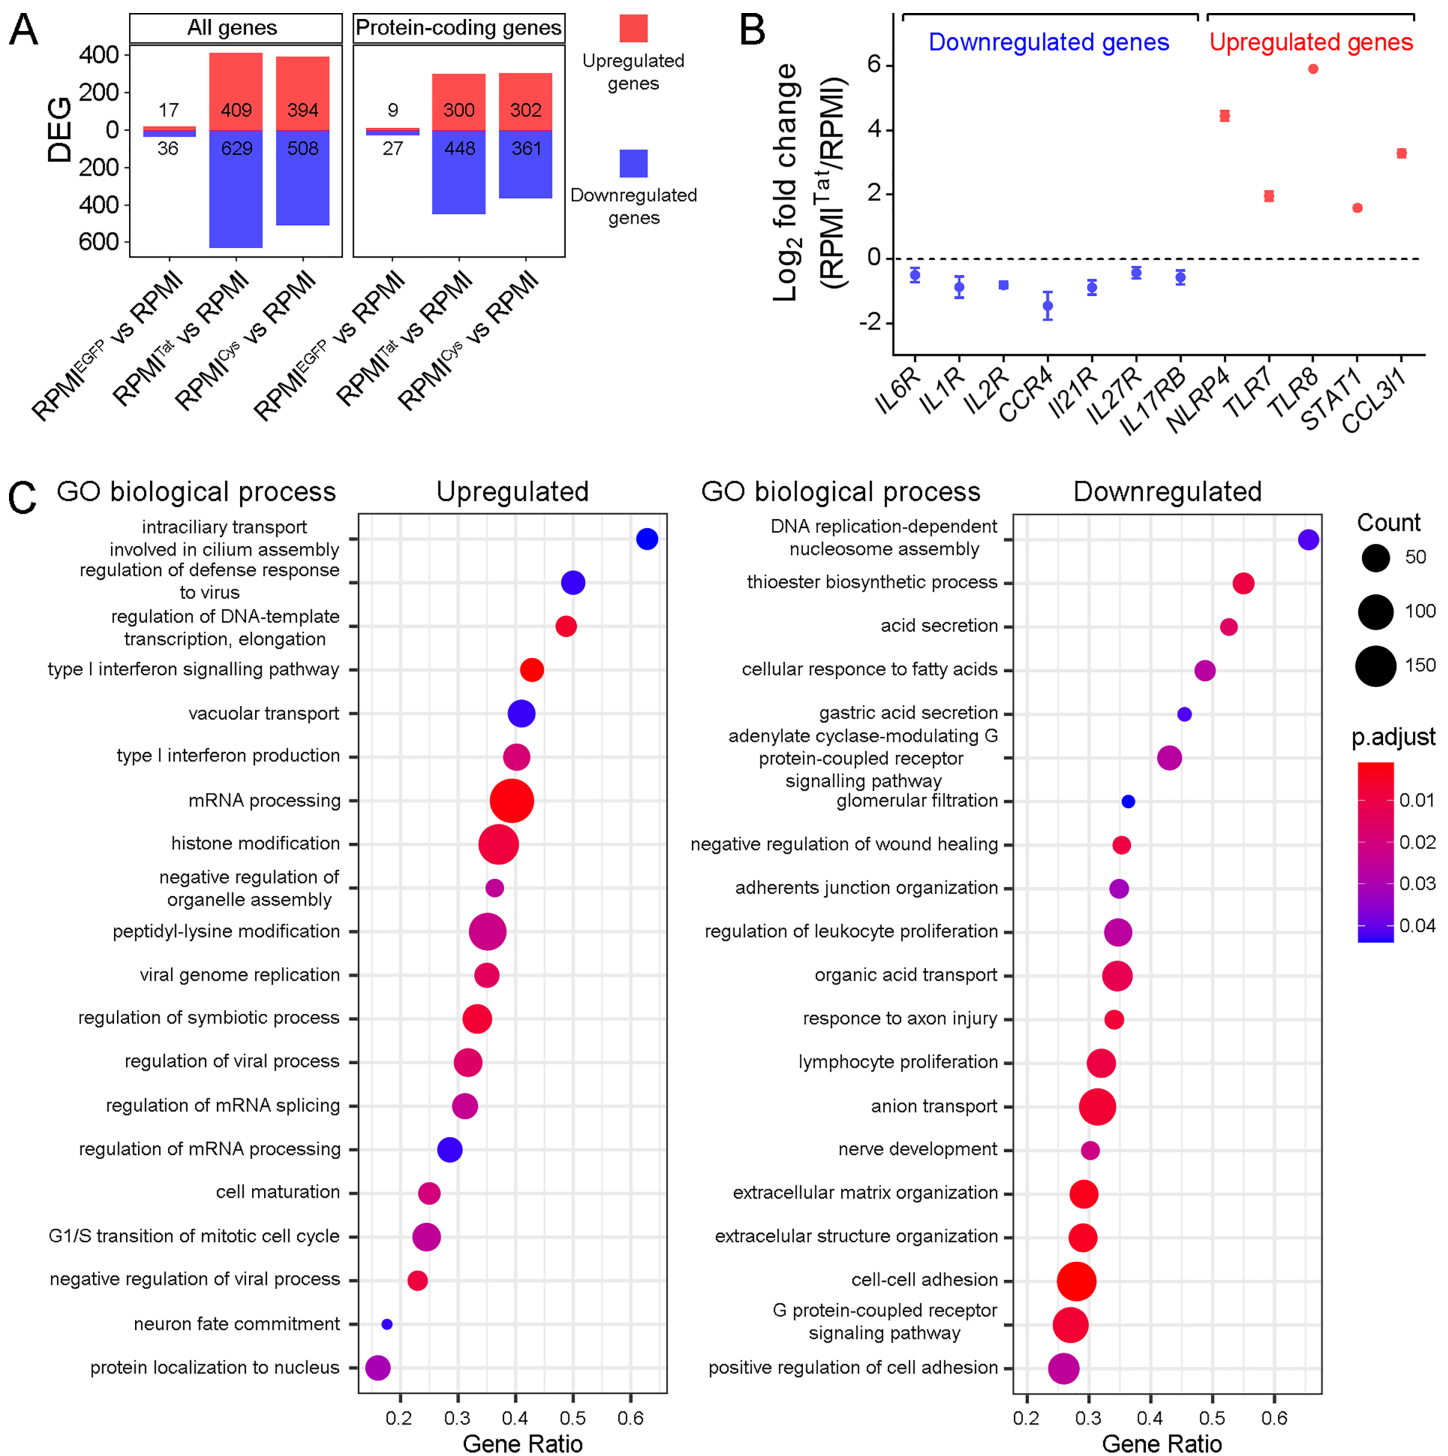 A
All genes
Protein-coding genes
DEG
400
200
0
200
400
600
17
409
394
36
629
508
9
300
302
27
448
361
Upregulated
genes
Downregulated
genes
RPMI^EGFP vs RPMI
RPMI^Tat vs RPMI
RPMI^Cys vs RPMI
RPMI^EGFP vs RPMI
RPMI^Tat vs RPMI
RPMI^Cys vs RPMI
B
Downregulated genes
Upregulated genes
Log2 fold change
(RPMI^Tat/RPMI)
6
4
2
0
-2
IL6R
IL1R
IL2R
CCR4
Il21R
IL27R
IL17RB
NLRP4
TLR7
TLR8
STAT1
CCL3l1
C
GO biological process
Upregulated
intraciliary transport
involved in cilium assembly
regulation of defense response
to virus
regulation of DNA-template
transcription, elongation
type I interferon signalling pathway
vacuolar transport
type I interferon production
mRNA processing
histone modification
negative regulation of
organelle assembly
peptidyl-lysine modification
viral genome replication
regulation of symbiotic process
regulation of viral process
regulation of mRNA splicing
regulation of mRNA processing
cell maturation
G1/S transition of mitotic cell cycle
negative regulation of viral process
neuron fate commitment
protein localization to nucleus
0.2
0.3
0.4
0.5
0.6
Gene Ratio
GO biological process
Downregulated
DNA replication-dependent
nucleosome assembly
thioester biosynthetic process
acid secretion
cellular responce to fatty acids
gastric acid secretion
adenylate cyclase-modulating G
protein-coupled receptor
signalling pathway
glomerular filtration
negative regulation of wound healing
adherents junction organization
regulation of leukocyte proliferation
organic acid transport
responce to axon injury
lymphocyte proliferation
anion transport
nerve development
extracellular matrix organization
extracelular structure organization
cell-cell adhesion
G protein-coupled receptor
signaling pathway
positive regulation of cell adhesion
0.2
0.3
0.4
0.5
0.6
Gene Ratio
Count
50
100
150
p.adjust
0.01
0.02
0.03
0.04